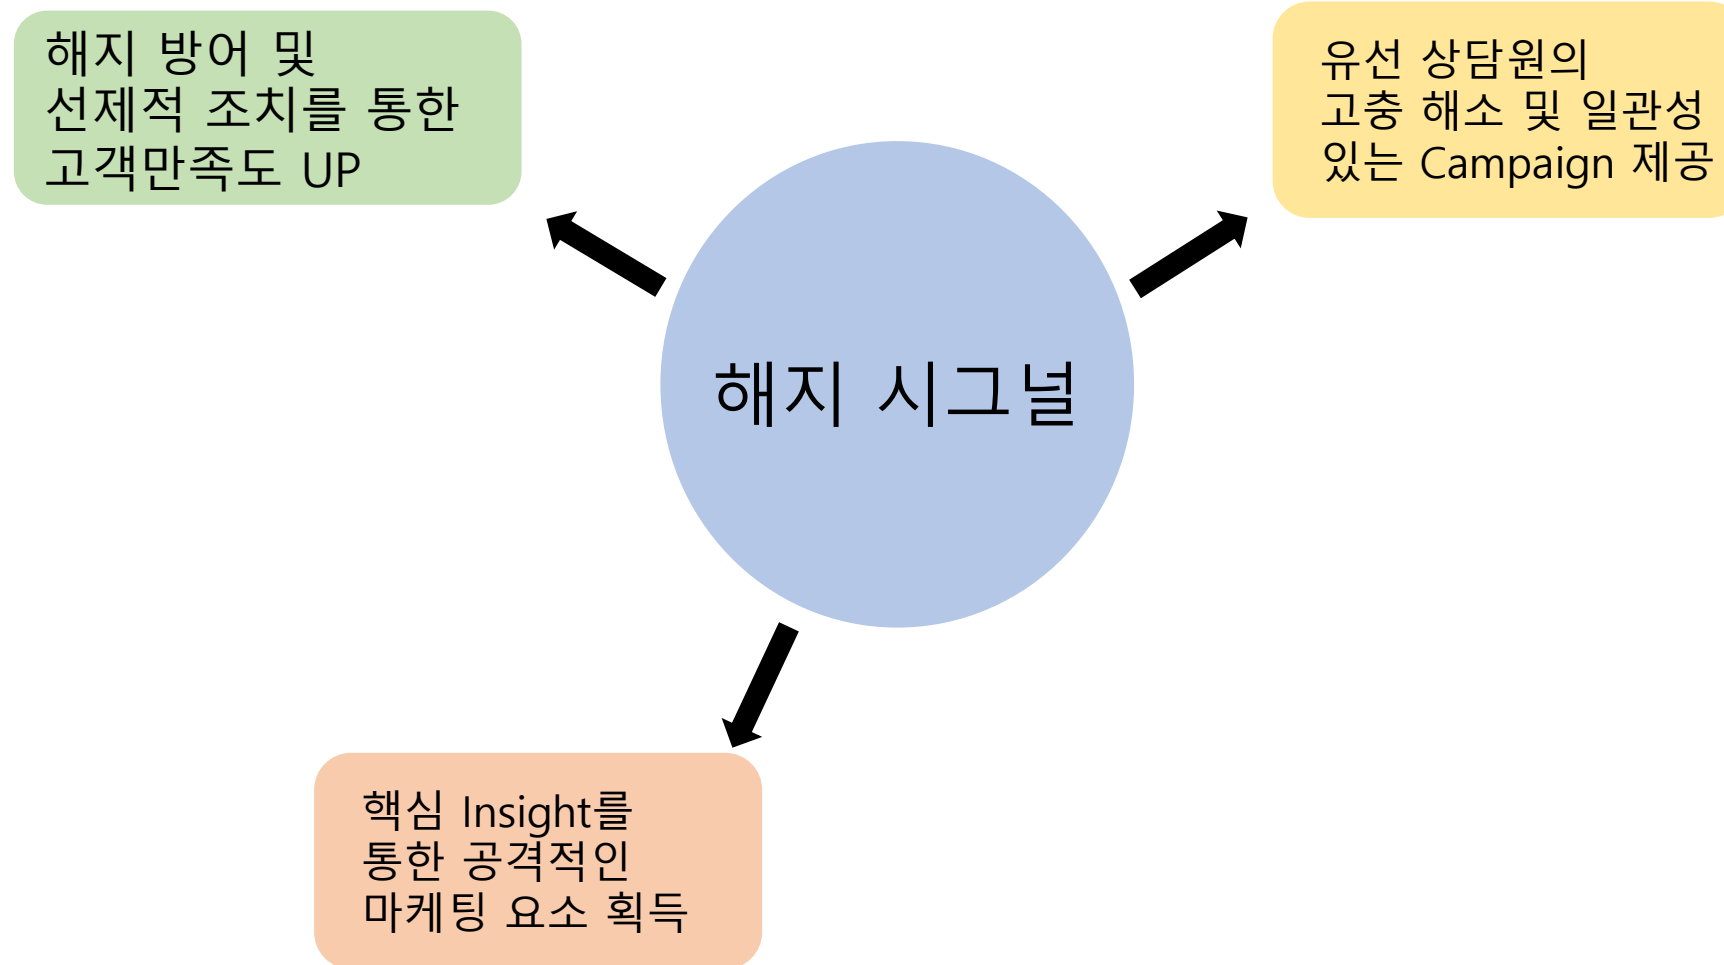 해지 방어 및
선제적 조치를 통한
고객만족도 UP
유선 상담원의
고충 해소 및 일관성
있는 Campaign 제공
해지 시그널
핵심 Insight를
통한 공격적인
마케팅 요소 획득